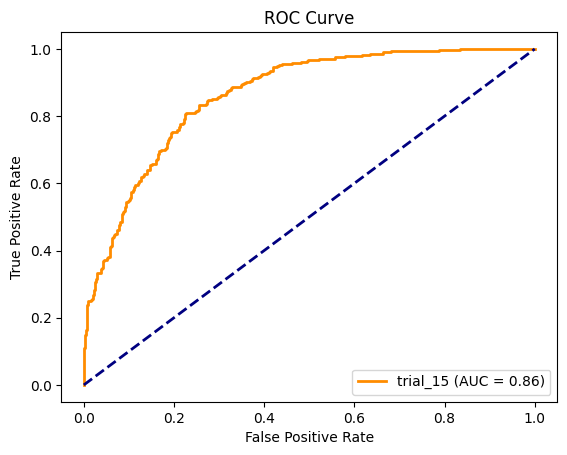 ROC Curve
True Positive Rate
1.0
0.8
0.6
0.4
0.2
0.0
trial_15 (AUC = 0.86)
0.0 0.2 0.4 0.6 0.8 1.0
False Positive Rate